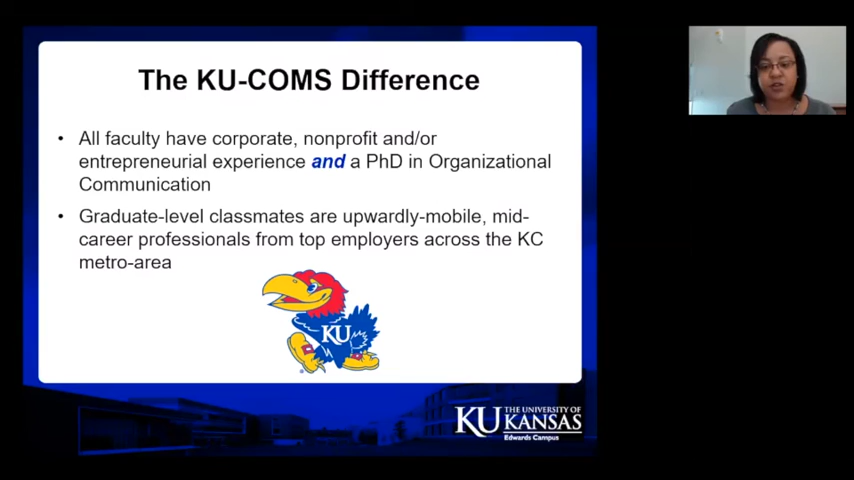 The KU-COMS Difference
• All faculty have corporate, nonprofit and/or
entrepreneurial experience and a PhD in Organizational
Communication
• Graduate-level classmates are upwardly-mobile, mid-
career professionals from top employers across the KC
metro-area
KU
KU THE UNIVERSITY OF
KANSAS
Edwards Campus